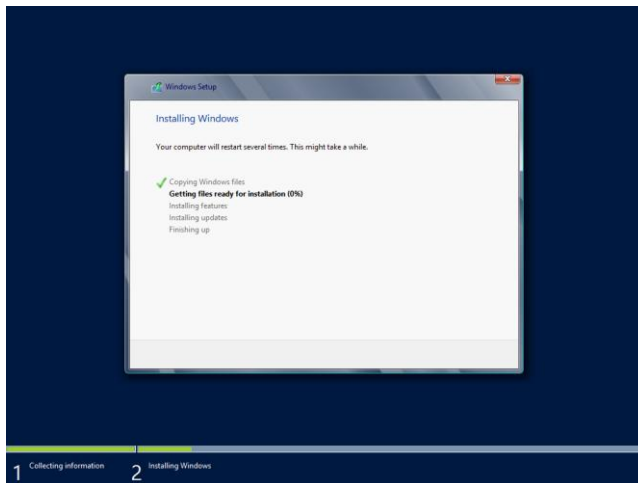 Windows Setup
Installing Windows
Your computer will restart several times. This might take a while.
Copying Windows files
Getting files ready for installation (0%)
Installing features
Installing updates
Finishing up
1 Collecting information
2 Installing Windows